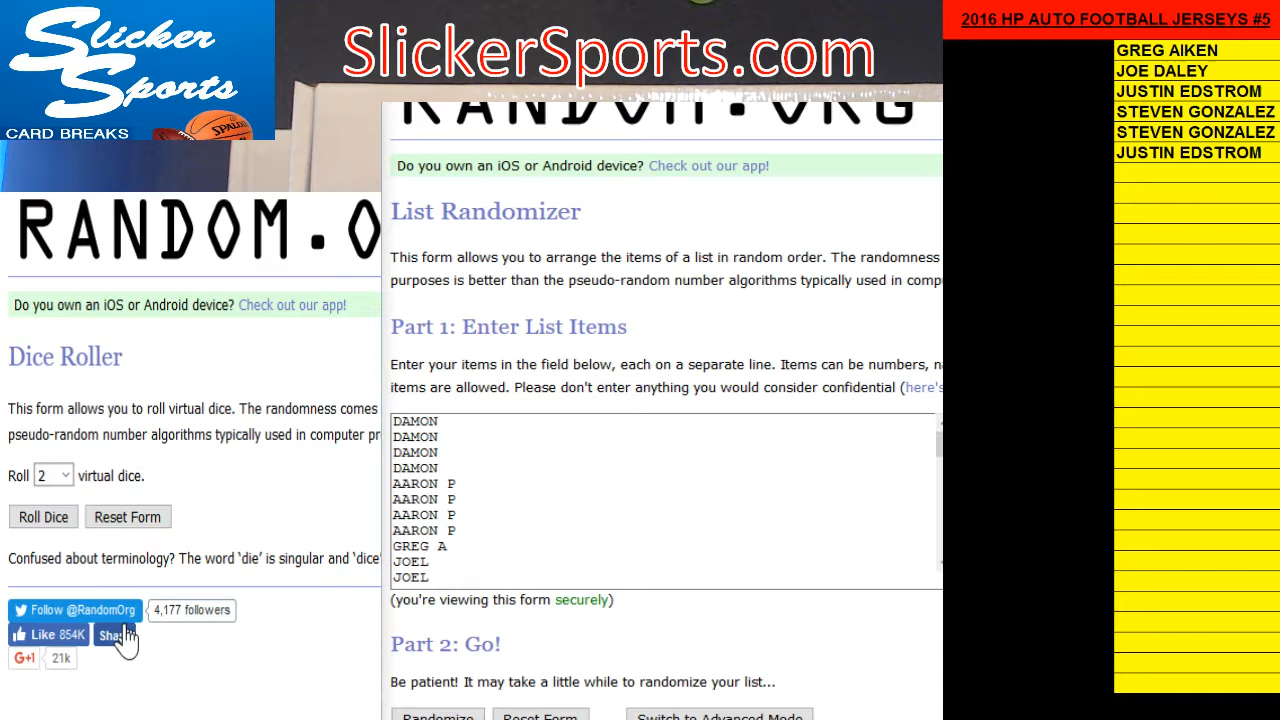 Slicker
Sports
CARD BREAKS
SPALDING
SlickerSports.com
RANDOM.O
Do you own an iOS or Android device? Check out our app!
Dice Roller
This form allows you to roll virtual dice. The randomness comes
pseudo-random number algorithms typically used in computer pr
Roll 2 virtual dice.
Roll Dice Reset Form
Confused about terminology? The word ‘die’ is singular and ‘dice’
Follow @RandomOrg 4,177 followers
Like 854K Share
G+1 21k
RANDOM.ORG
Do you own an iOS or Android device? Check out our app!
List Randomizer
This form allows you to arrange the items of a list in random order. The randomness
purposes is better than the pseudo-random number algorithms typically used in compu
Part 1: Enter List Items
Enter your items in the field below, each on a separate line. Items can be numbers, na
items are allowed. Please don't enter anything you would consider confidential (here's
DAMON
DAMON
DAMON
DAMON
AARON P
AARON P
AARON P
AARON P
GREG A
JOEL
JOEL
(you're viewing this form securely)
Part 2: Go!
Be patient! It may take a little while to randomize your list...
Randomize Reset Form Switch to Advanced Mode
2016 HP AUTO FOOTBALL JERSEYS #5
GREG AIKEN
JOE DALEY
JUSTIN EDSTROM
STEVEN GONZALEZ
STEVEN GONZALEZ
JUSTIN EDSTROM